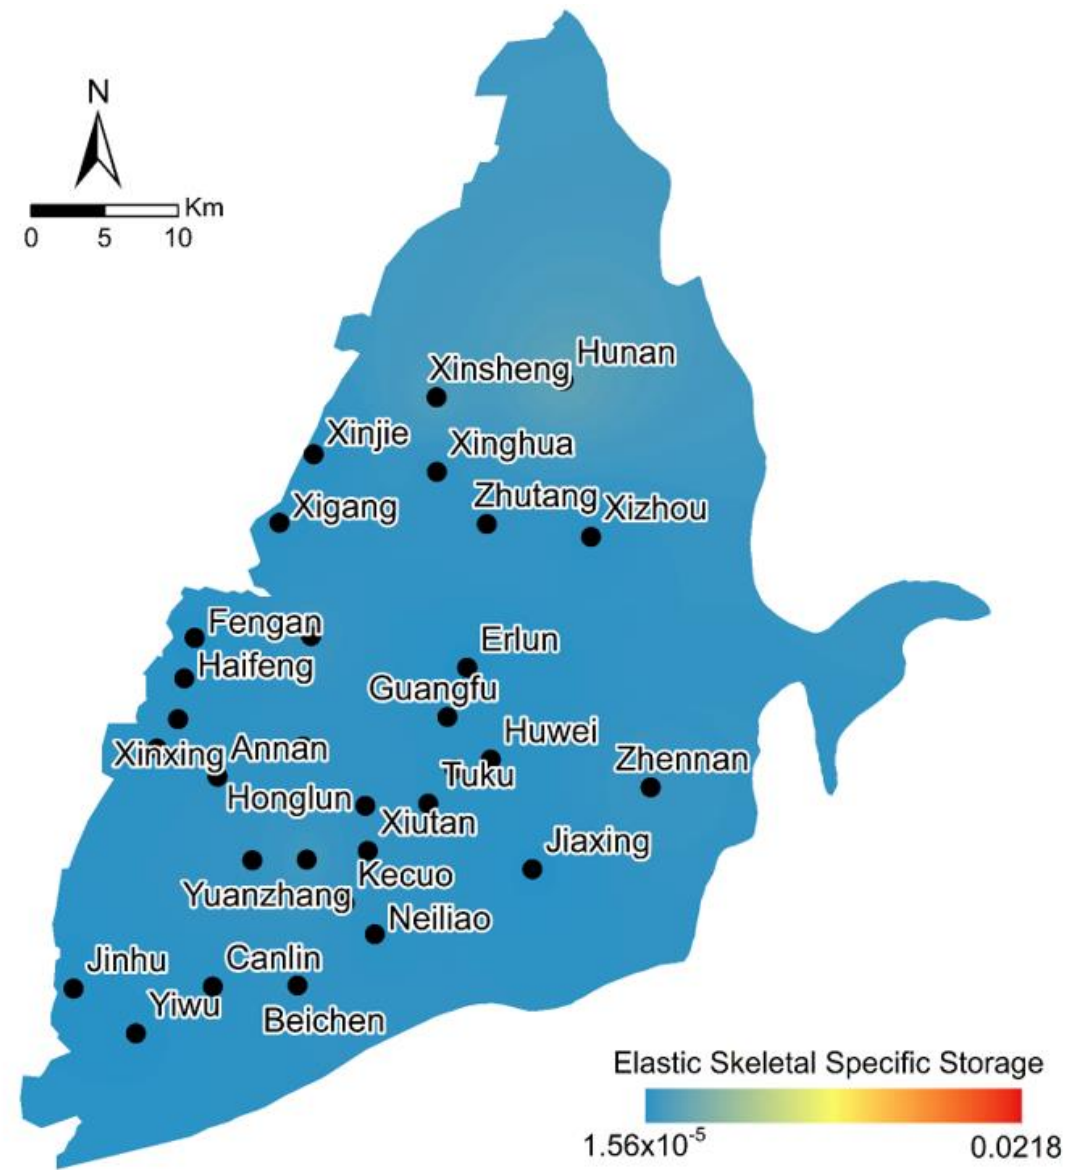 N
Km
0 5 10
Hunan
Xinsheng
Xinjie
Xinghua
Zhutang
Xizhou
Xigang
Fengan
Erlun
Haifeng
Guangfu
Huwei
Xinxing
Annan
Zhennan
Tuku
Honglun
Xiutan
Jiaxing
Kecuo
Yuanzhang
Neiliao
Jinhu
Canlin
Yiwu
Beichen
Elastic Skeletal Specific Storage
1.56x10⁻⁵ 0.0218